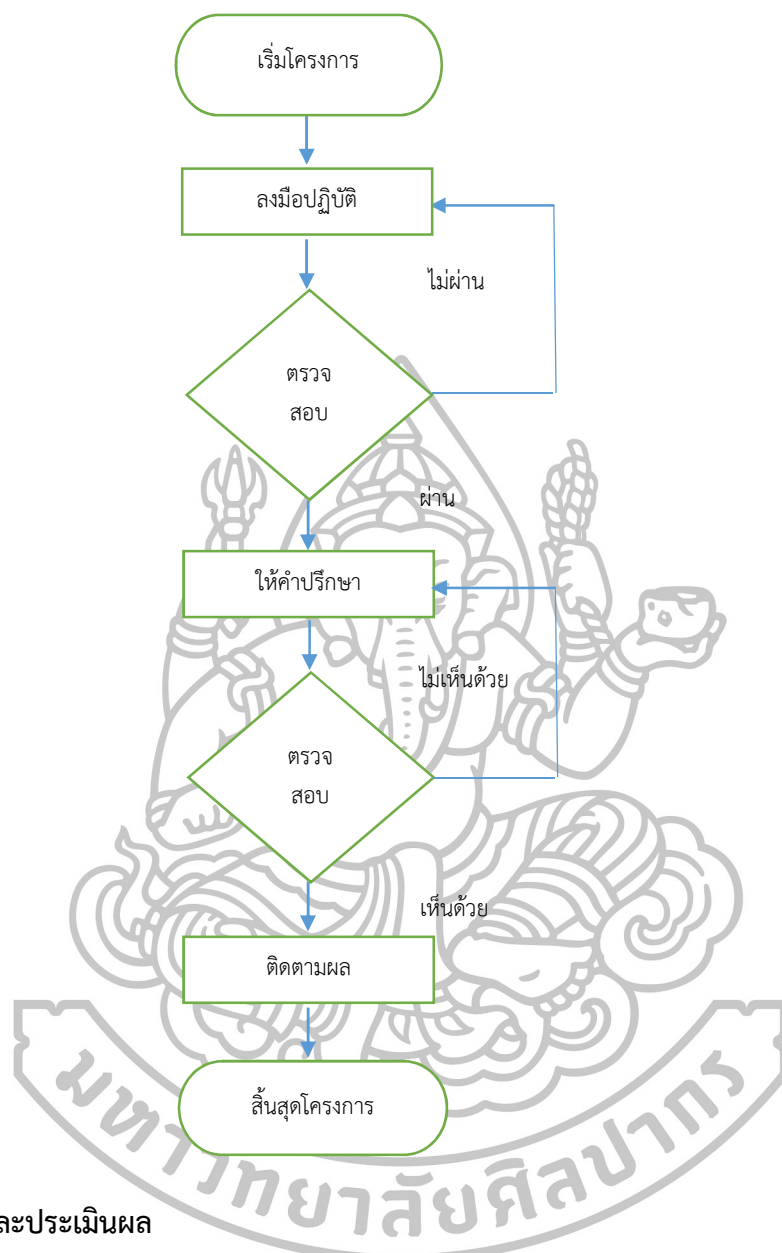 เริ่มโครงการ
ลงมือปฏิบัติ
ไม่ผ่าน
ตรวจ
สอบ
ผ่าน
ให้คำปรึกษา
ไม่เห็นด้วย
ตรวจ
สอบ
เห็นด้วย
ติดตามผล
สิ้นสุดโครงการ
มหาวิทยาลัยศิลปากร
ละประเมินผล